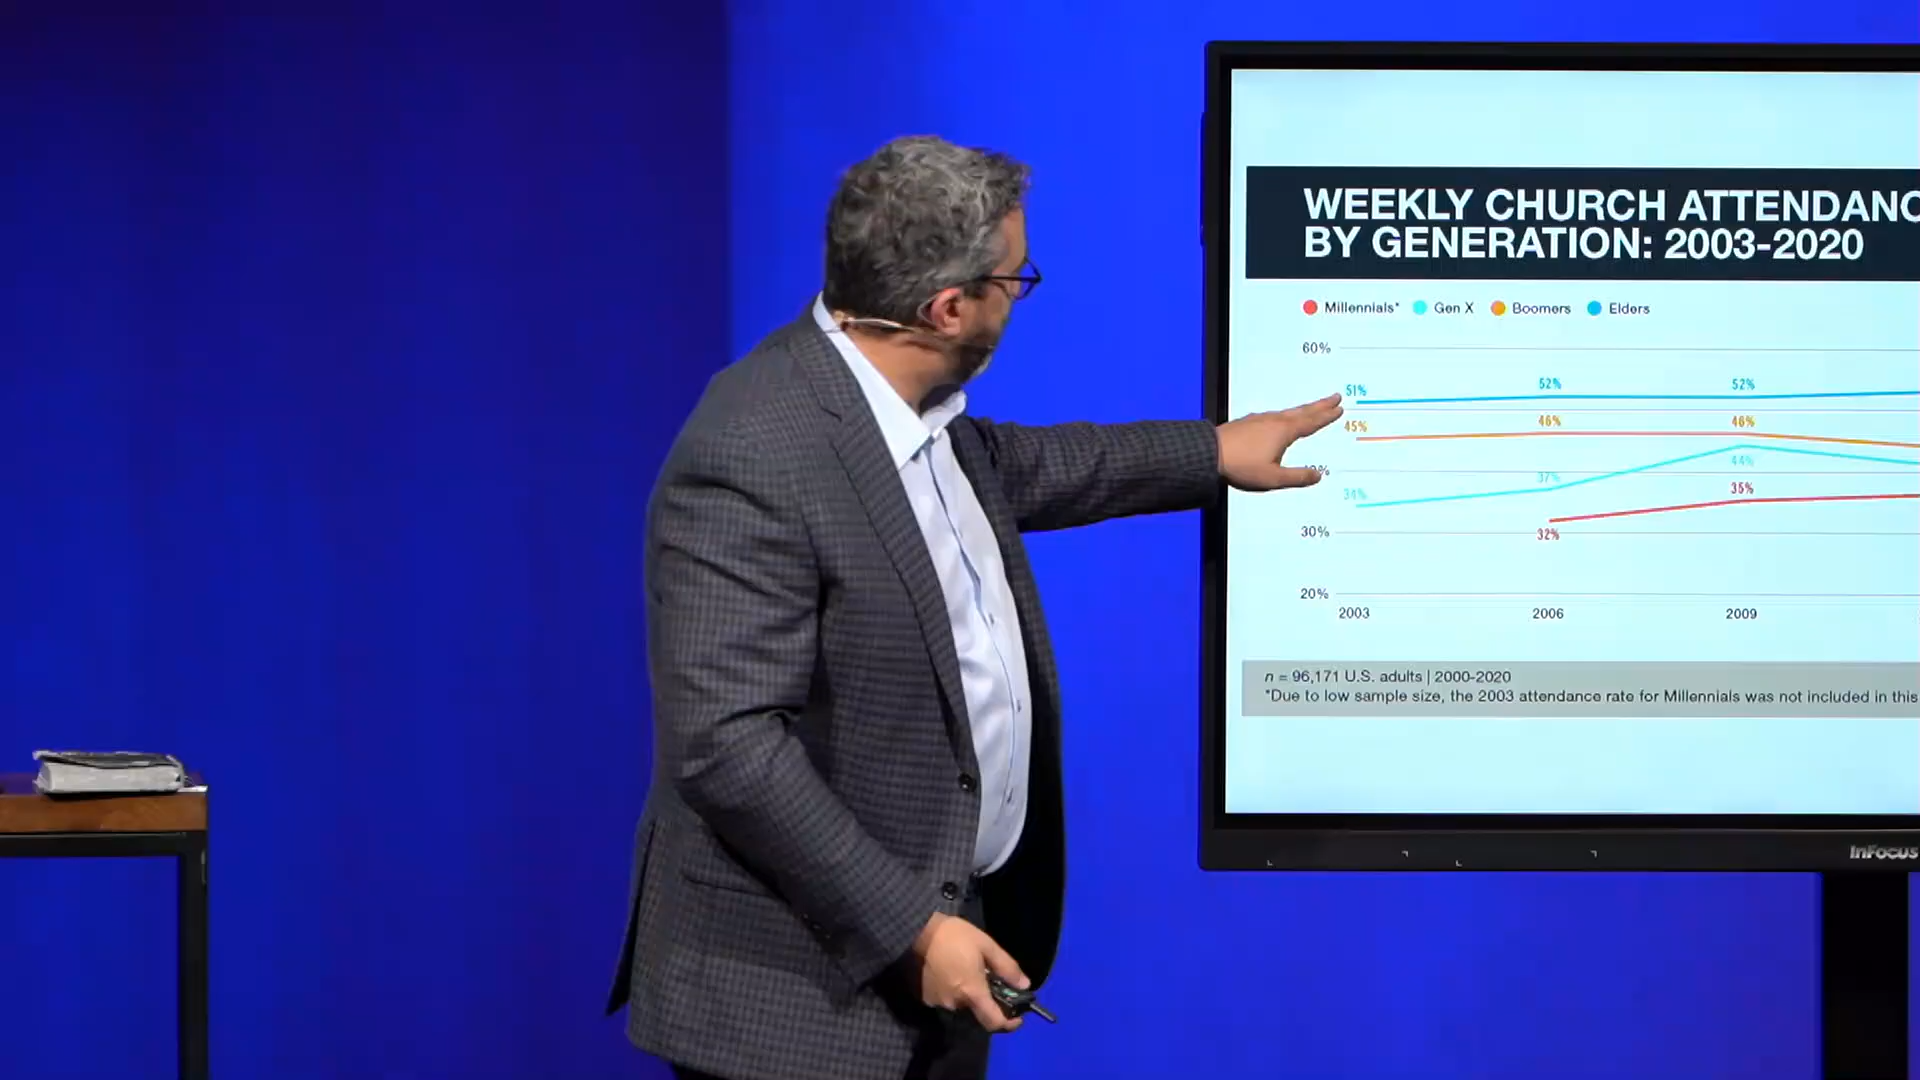 WEEKLY CHURCH ATTENDANC
BY GENERATION: 2003-2020
Millennials* Gen X Boomers Elders
60%
51% 52% 52%
45% 46% 46%
44%
37%
34%
35%
32%
30%
20%
2003 2006 2009
n = 96,171 U.S. adults | 2000-2020
*Due to low sample size, the 2003 attendance rate for Millennials was not included in this
InFocus